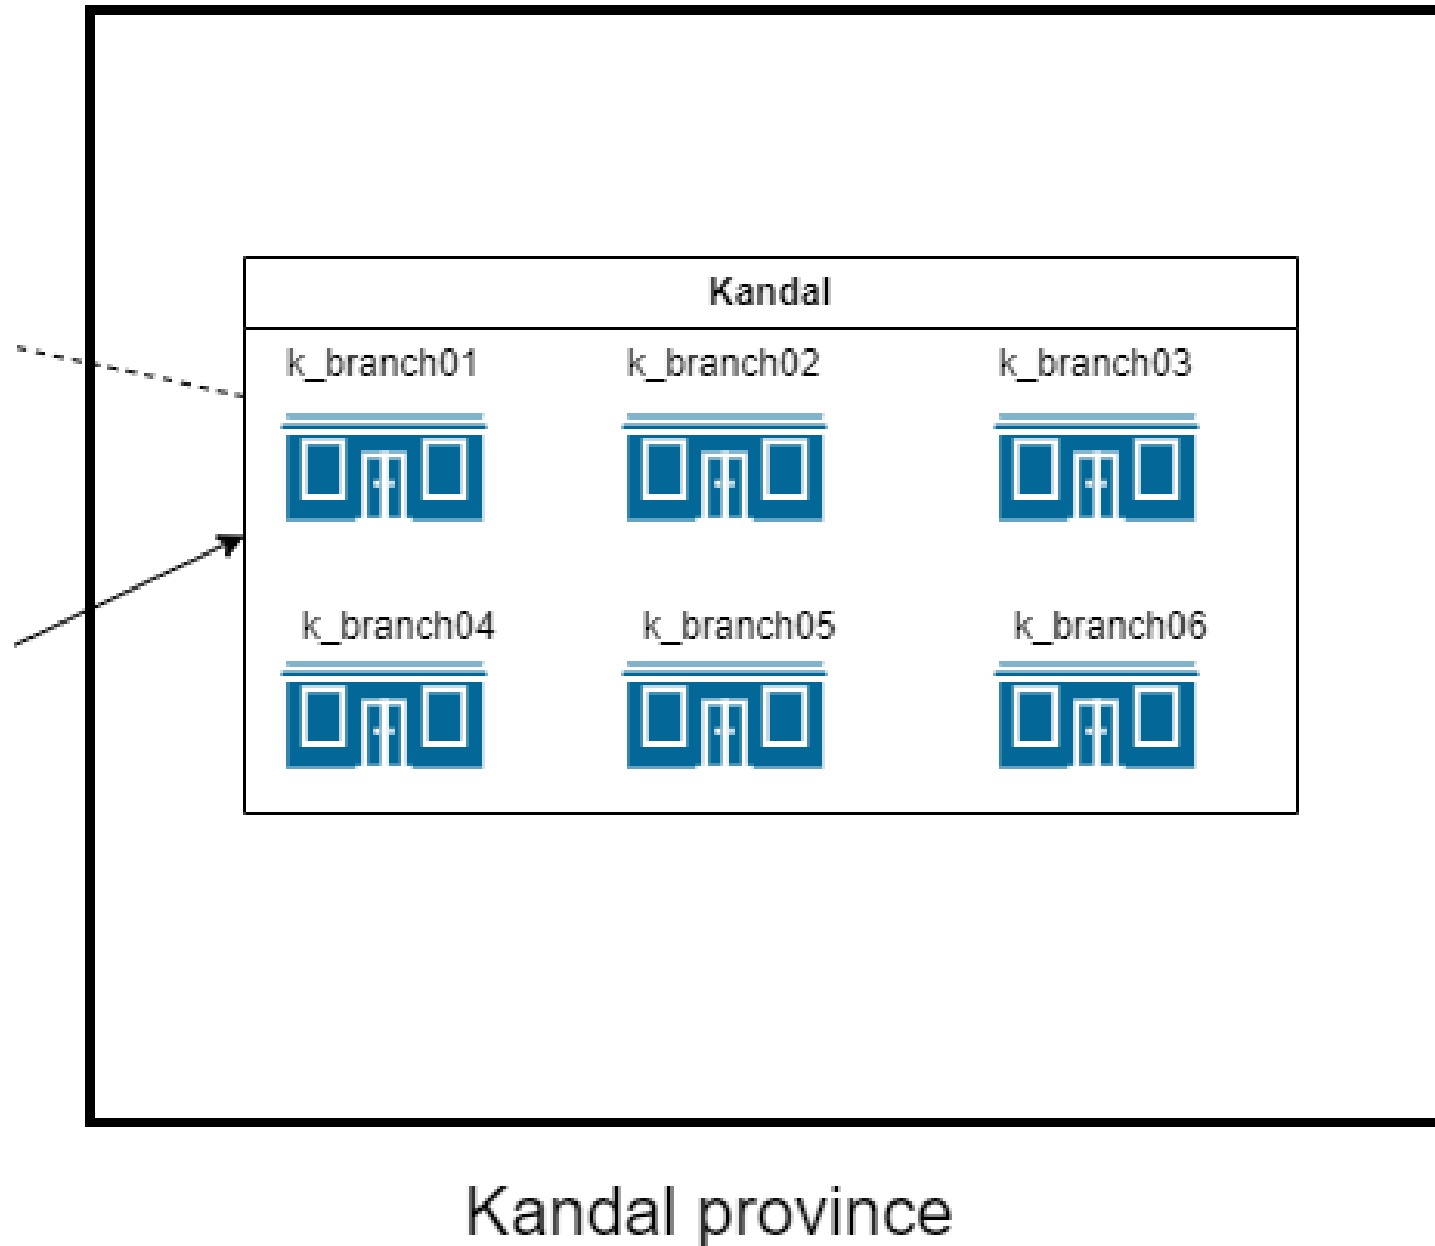 Kandal
k_branch01 k_branch02 k_branch03
k_branch04 k_branch05 k_branch06
Kandal province